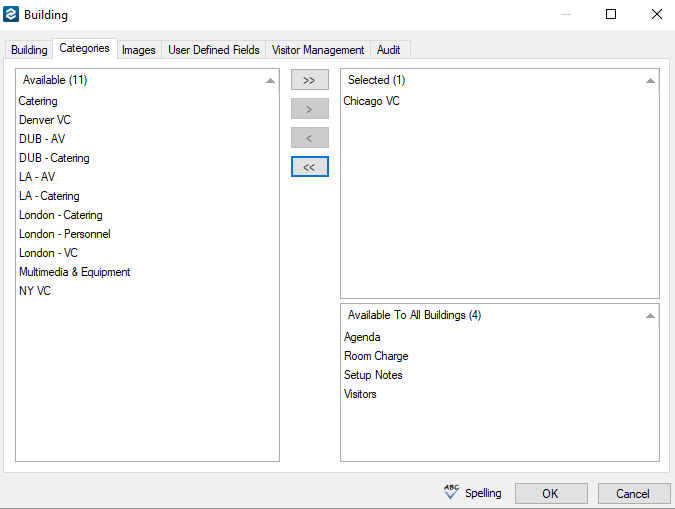 Building
Building Categories Images User Defined Fields Visitor Management Audit
Available (11)
Catering
Denver VC
DUB - AV
DUB - Catering
LA - AV
LA - Catering
London - Catering
London - Personnel
London - VC
Multimedia & Equipment
NY VC
>>
>
<
<<
Selected (1)
Chicago VC
Available To All Buildings (4)
Agenda
Room Charge
Setup Notes
Visitors
ABC Spelling OK Cancel